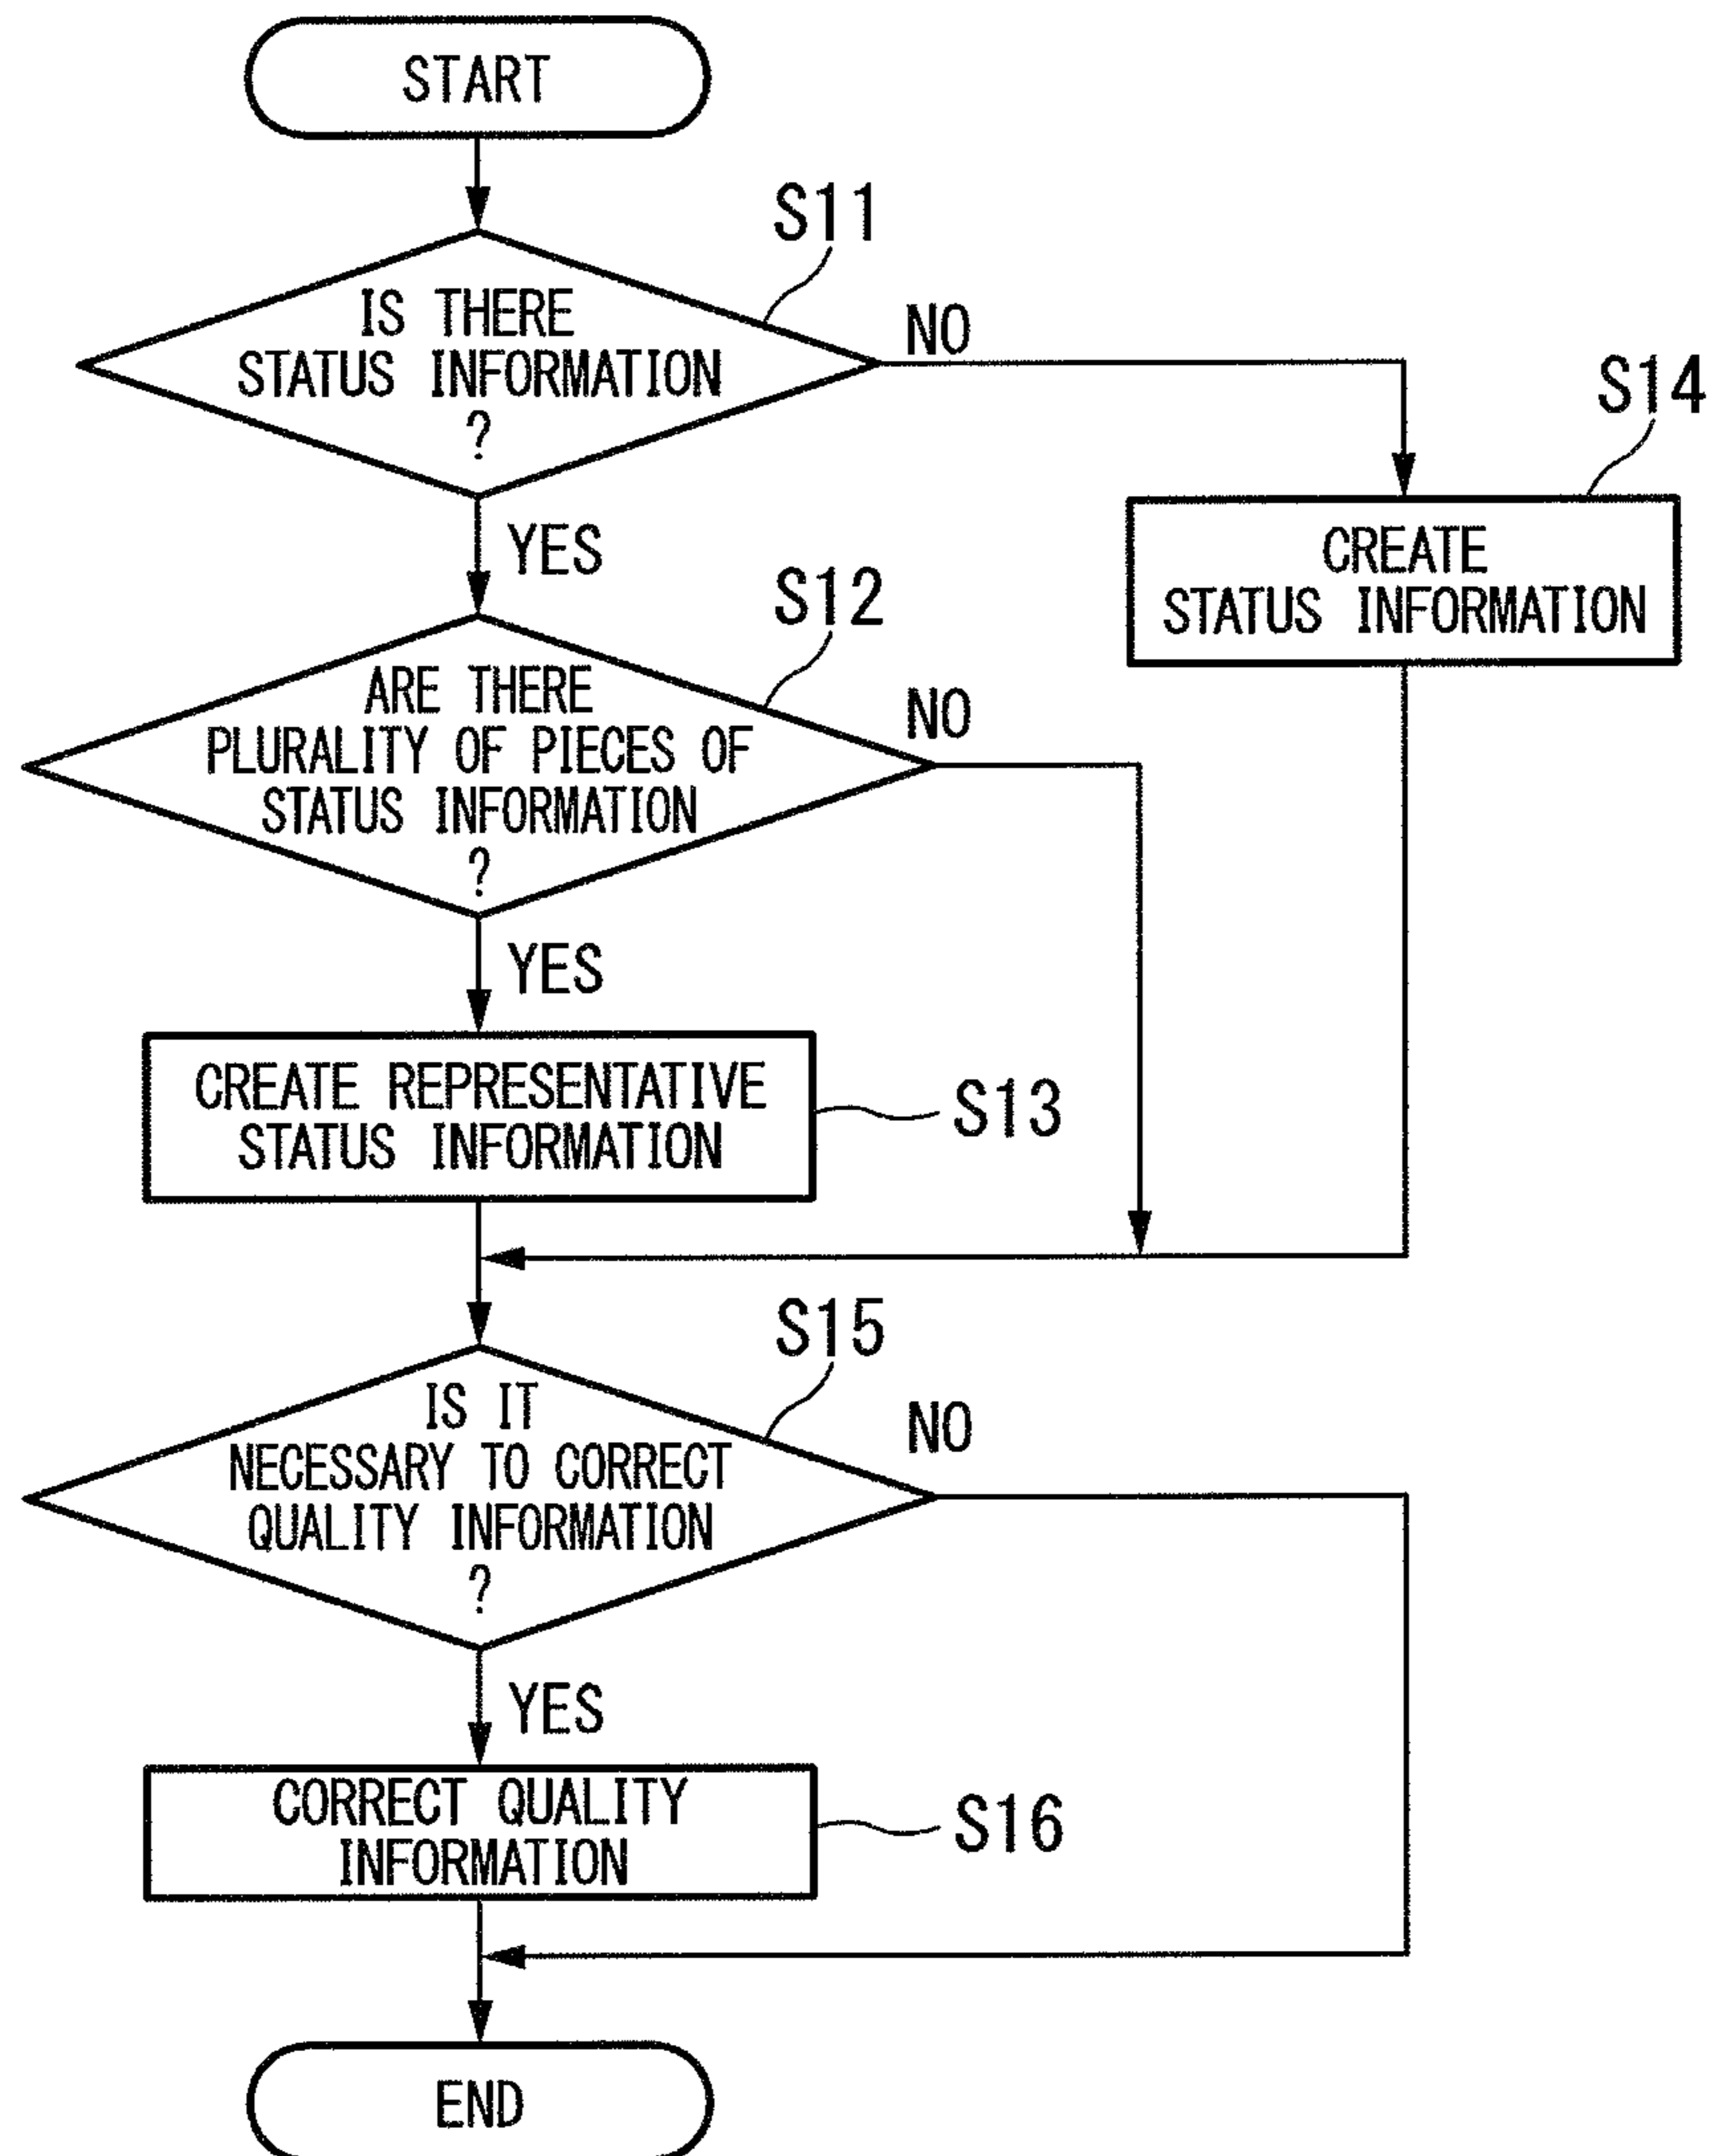 START
S11
IS THERE
STATUS INFORMATION
?
NO
YES
S14
CREATE
STATUS INFORMATION
S12
ARE THERE
PLURALITY OF PIECES OF
STATUS INFORMATION
?
NO
YES
CREATE REPRESENTATIVE
STATUS INFORMATION
S13
S15
IS IT
NECESSARY TO CORRECT
QUALITY INFORMATION
?
NO
YES
CORRECT QUALITY
INFORMATION
S16
END